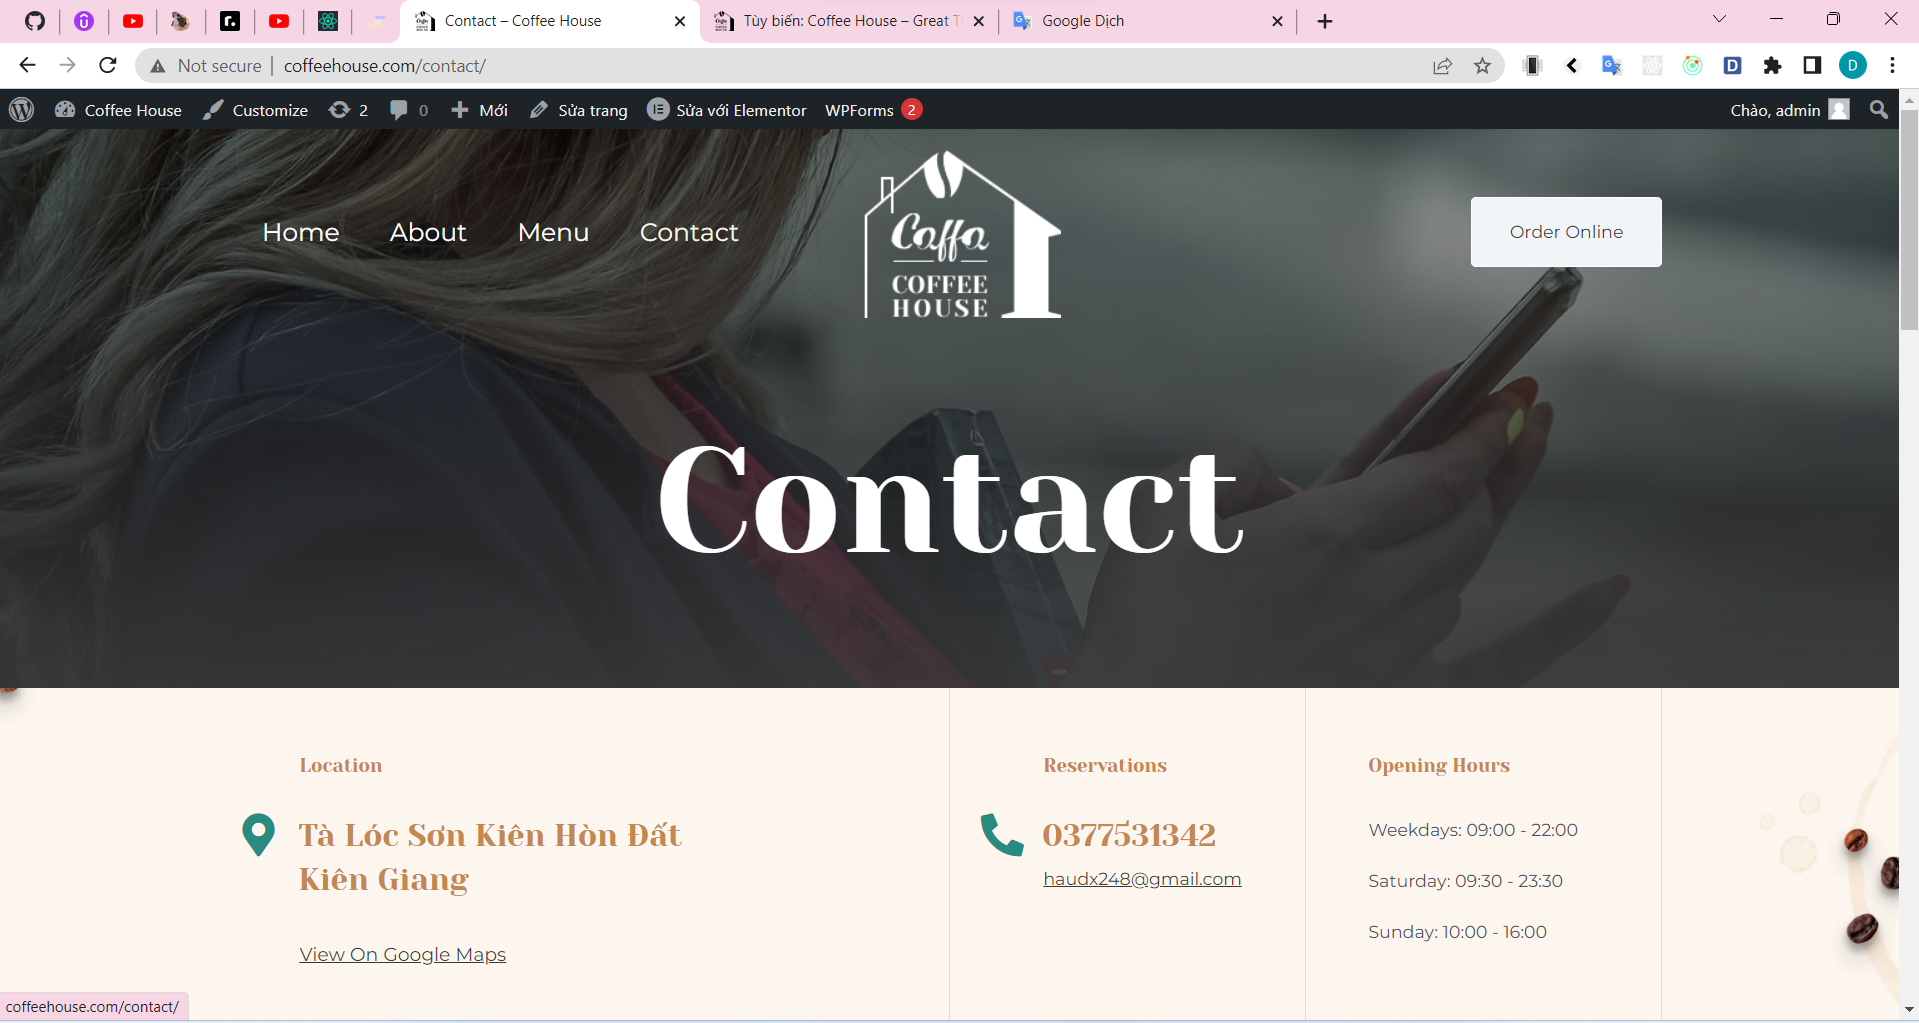 Contact – Coffee House
Tùy biến: Coffee House – Great T
Google Dịch
Not secure
coffeehouse.com/contact/
D
Coffee House
Customize
2
0
Mới
Sửa trang
Sửa với Elementor
WPForms 2
Chào, admin
Home
About
Menu
Contact
Caffa
COFFEE
HOUSE
Order Online
Contact
Location
Tà Lóc Sơn Kiên Hòn Đất
Kiên Giang
View On Google Maps
Reservations
0377531342
haudx248@gmail.com
Opening Hours
Weekdays: 09:00 - 22:00
Saturday: 09:30 - 23:30
Sunday: 10:00 - 16:00
coffeehouse.com/contact/